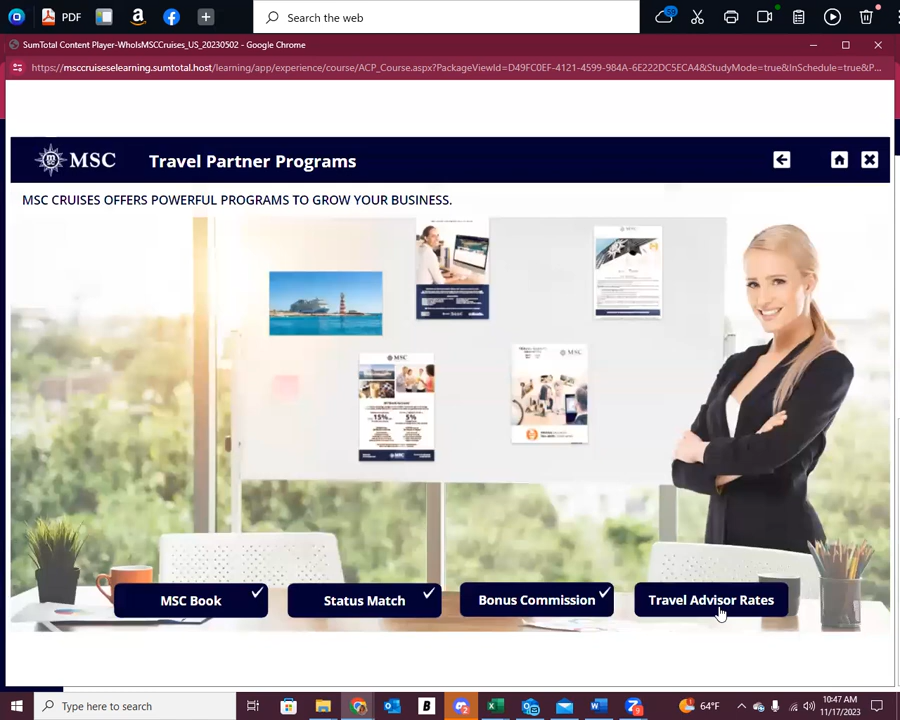 PDF
Search the web
SumTotal Content Player-WhoIsMSCCruises_US_20230502 - Google Chrome
https://msccruiseselearning.sumtotal.host/learning/app/experience/course/ACP_Course.aspx?PackageViewId=D49FC0EF-4121-4599-984A-6E222DC5ECA4&StudyMode=true&InSchedule=true&P...
MSC Travel Partner Programs
MSC CRUISES OFFERS POWERFUL PROGRAMS TO GROW YOUR BUSINESS.
MSC
MSC
MSC
15% 5%
MSC Book Status Match Bonus Commission Travel Advisor Rates
Type here to search
64°F
10:47 AM
11/17/2023